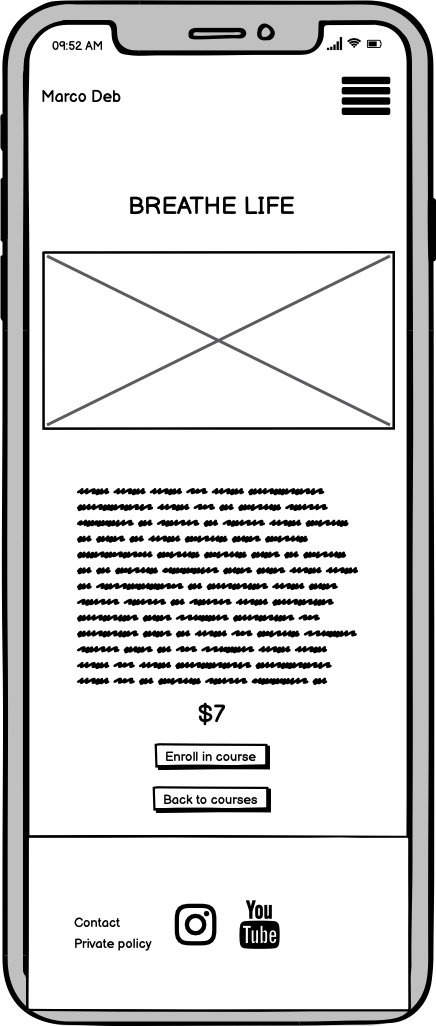 09:52 AM
Marco Deb
BREATHE LIFE
$7
Enroll in course
Back to courses
Contact
Private policy
You
Tube